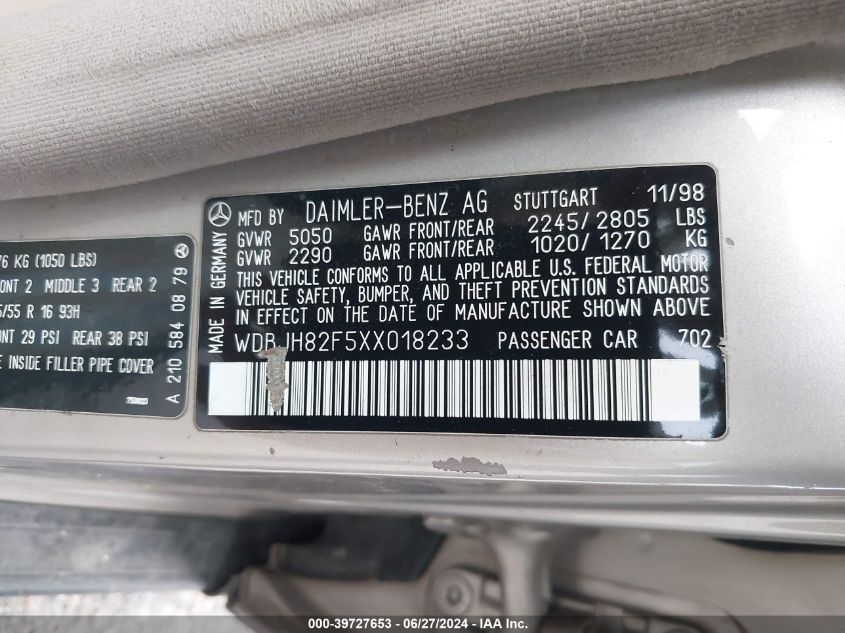 76 KG (1050 LBS)
ONT 2 MIDDLE 3 REAR 2
5/55 R 16 93H
ONT 29 PSI REAR 38 PSI
E INSIDE FILLER PIPE COVER
A 210 584 08 79
MADE IN GERMANY
MFD BY DAIMLER-BENZ AG STUTTGART 11/98
GVWR 5050 GAWR FRONT/REAR 2245/2805 LBS
GVWR 2290 GAWR FRONT/REAR 1020/1270 KG
THIS VEHICLE CONFORMS TO ALL APPLICABLE U.S. FEDERAL MOTOR
VEHICLE SAFETY, BUMPER, AND THEFT PREVENTION STANDARDS
IN EFFECT ON THE DATE OF MANUFACTURE SHOWN ABOVE
WDBJH82F5XX018233 PASSENGER CAR 702
000-39727653 - 06/27/2024 - IAA Inc.